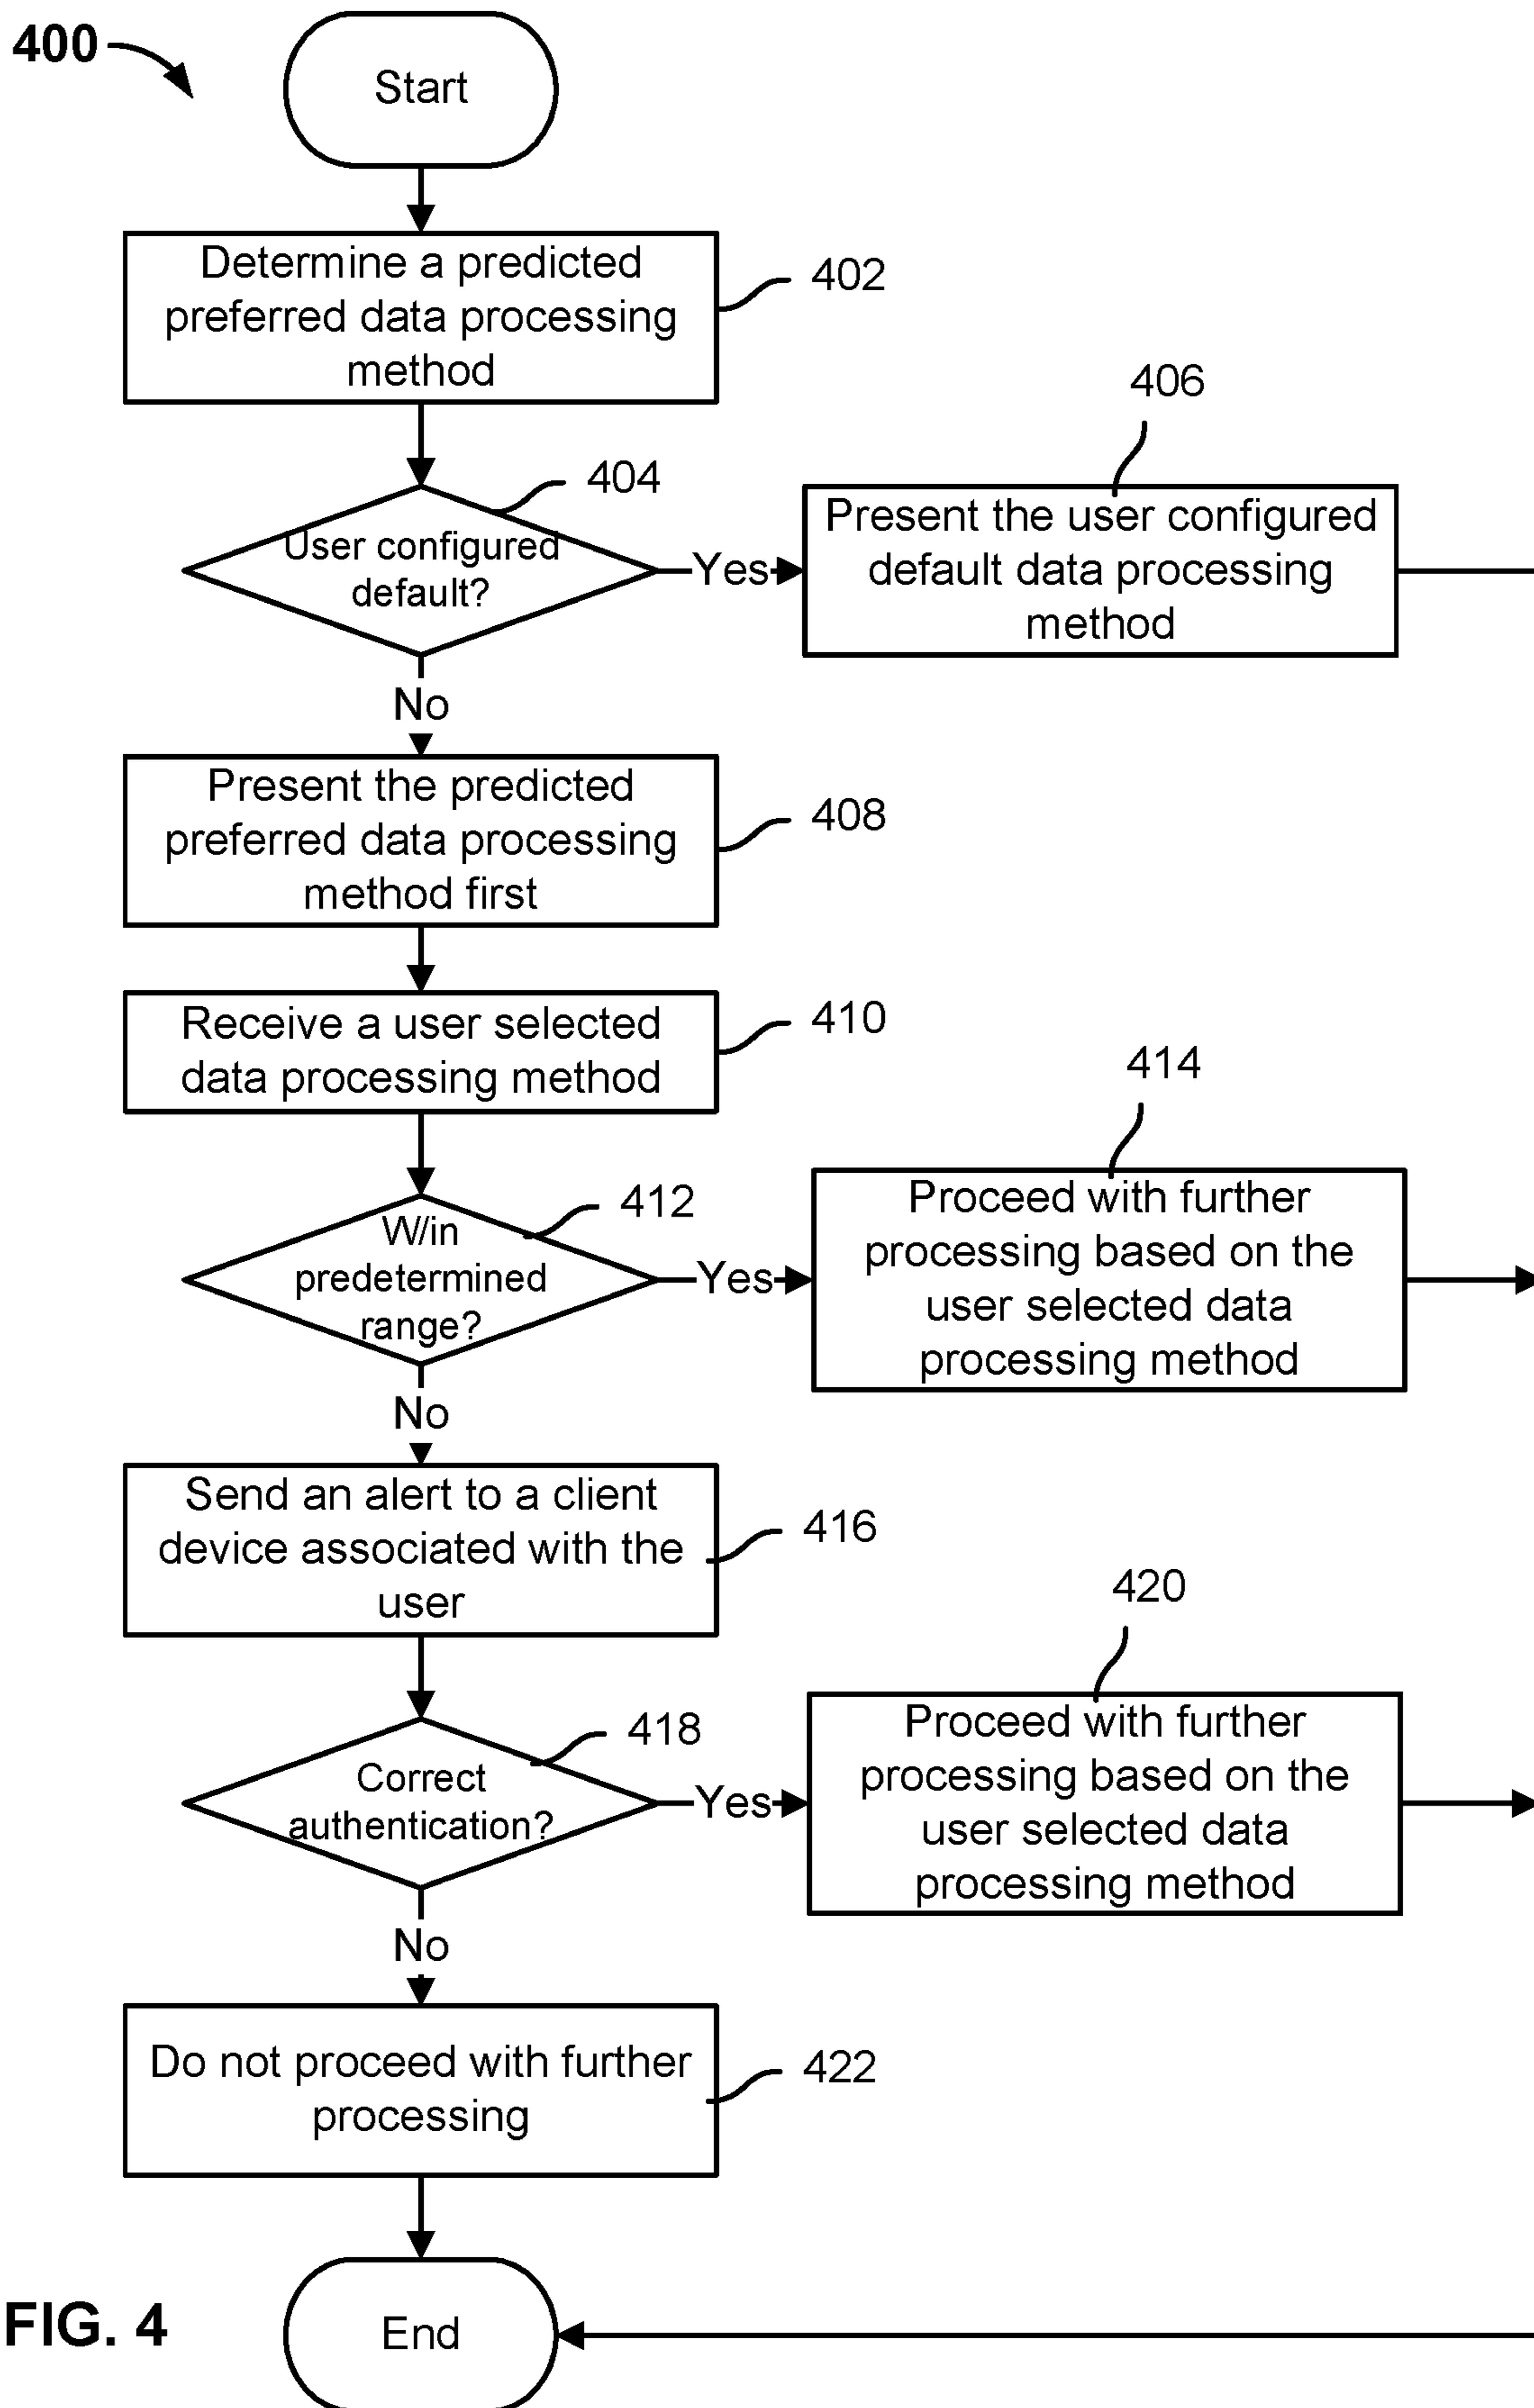 400
Start
Determine a predicted
preferred data processing
method
402
404
User configured
default?
Yes
406
Present the user configured
default data processing
method
No
Present the predicted
preferred data processing
method first
408
Receive a user selected
data processing method
410
412
W/in
predetermined
range?
Yes
414
Proceed with further
processing based on the
user selected data
processing method
No
Send an alert to a client
device associated with the
user
416
418
Correct
authentication?
Yes
420
Proceed with further
processing based on the
user selected data
processing method
No
Do not proceed with further
processing
422
FIG. 4
End